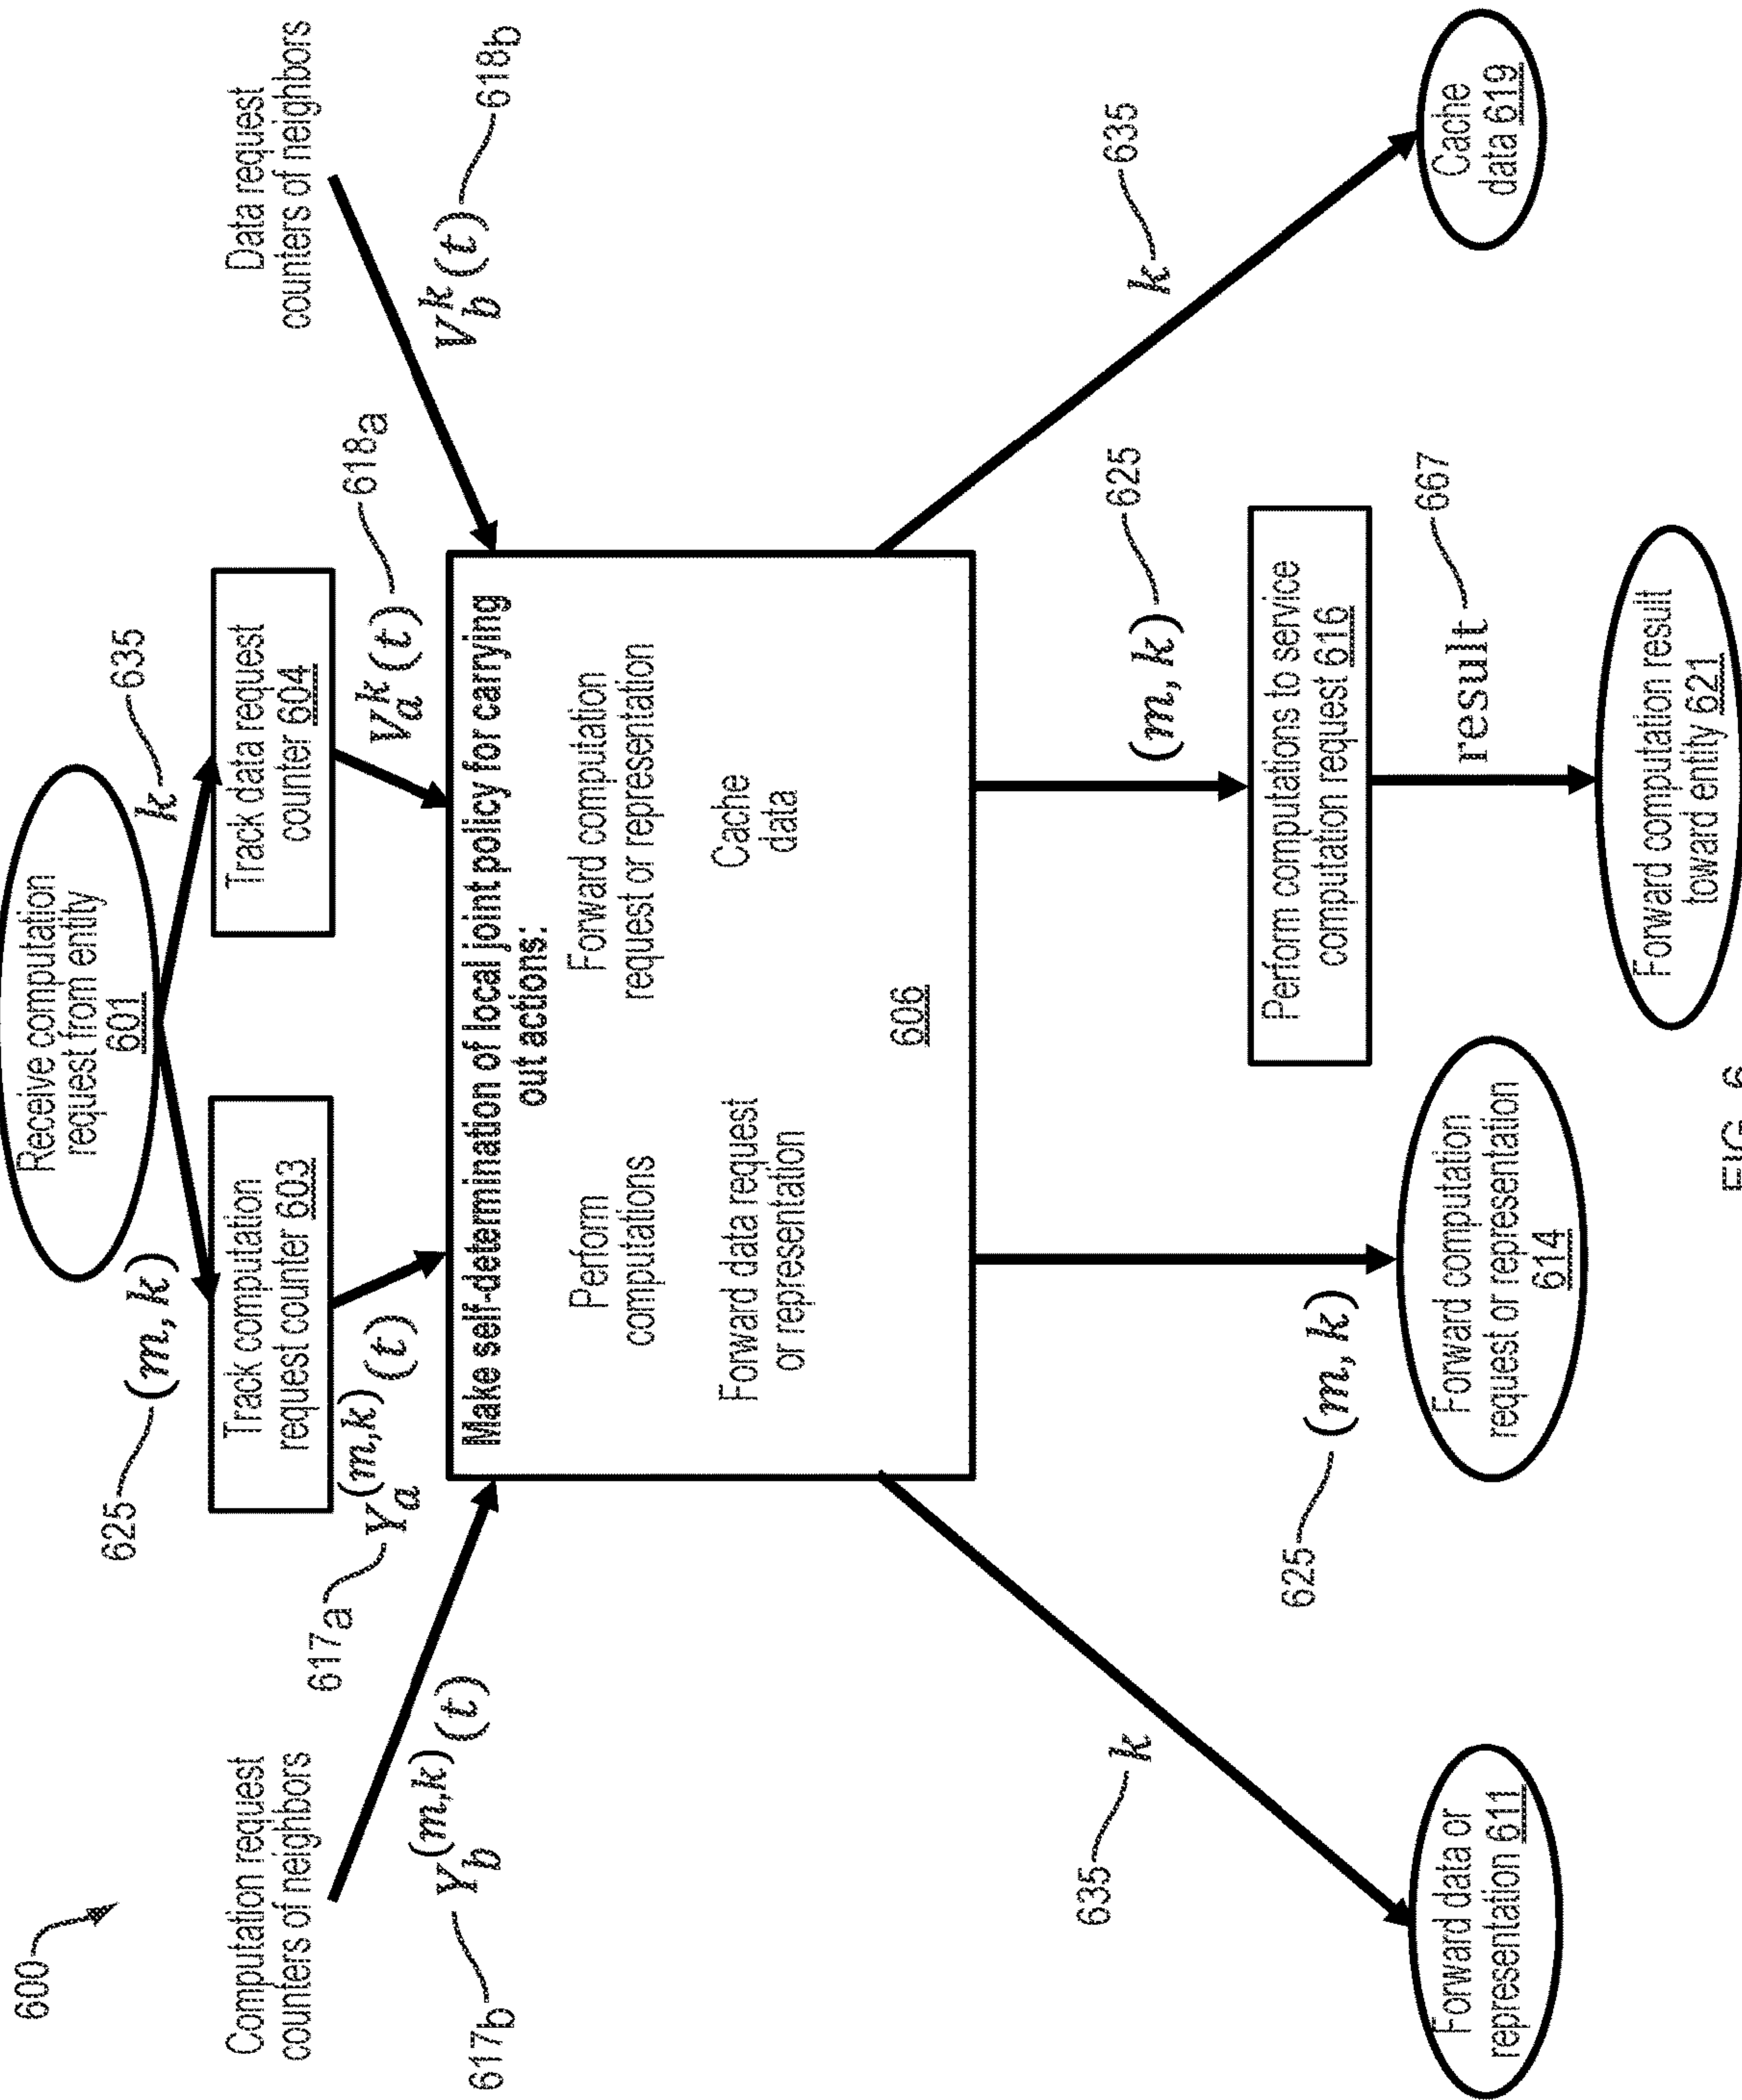 600
Receive computation
request from entity
601
625
(m, k)
k
635
Computation request
counters of neighbors
Track computation
request counter 603
Track data request
counter 604
Data request
counters of neighbors
617b
Y_b^(m,k)(t)
617a
Y_a^(m,k)(t)
V_a^k(t)
618a
V_b^k(t)
618b
Make self-determination of local joint policy for carrying
out actions:
Perform
computations
Forward computation
request or representation
Forward data request
or representation
Cache
data
606
635
k
625
(m, k)
(m, k)
625
k
635
Forward data or
representation 611
Forward computation
request or representation
614
Perform computations to service
computation request 616
result
667
Forward computation result
toward entity 621
Cache
data 619
FIG. 6